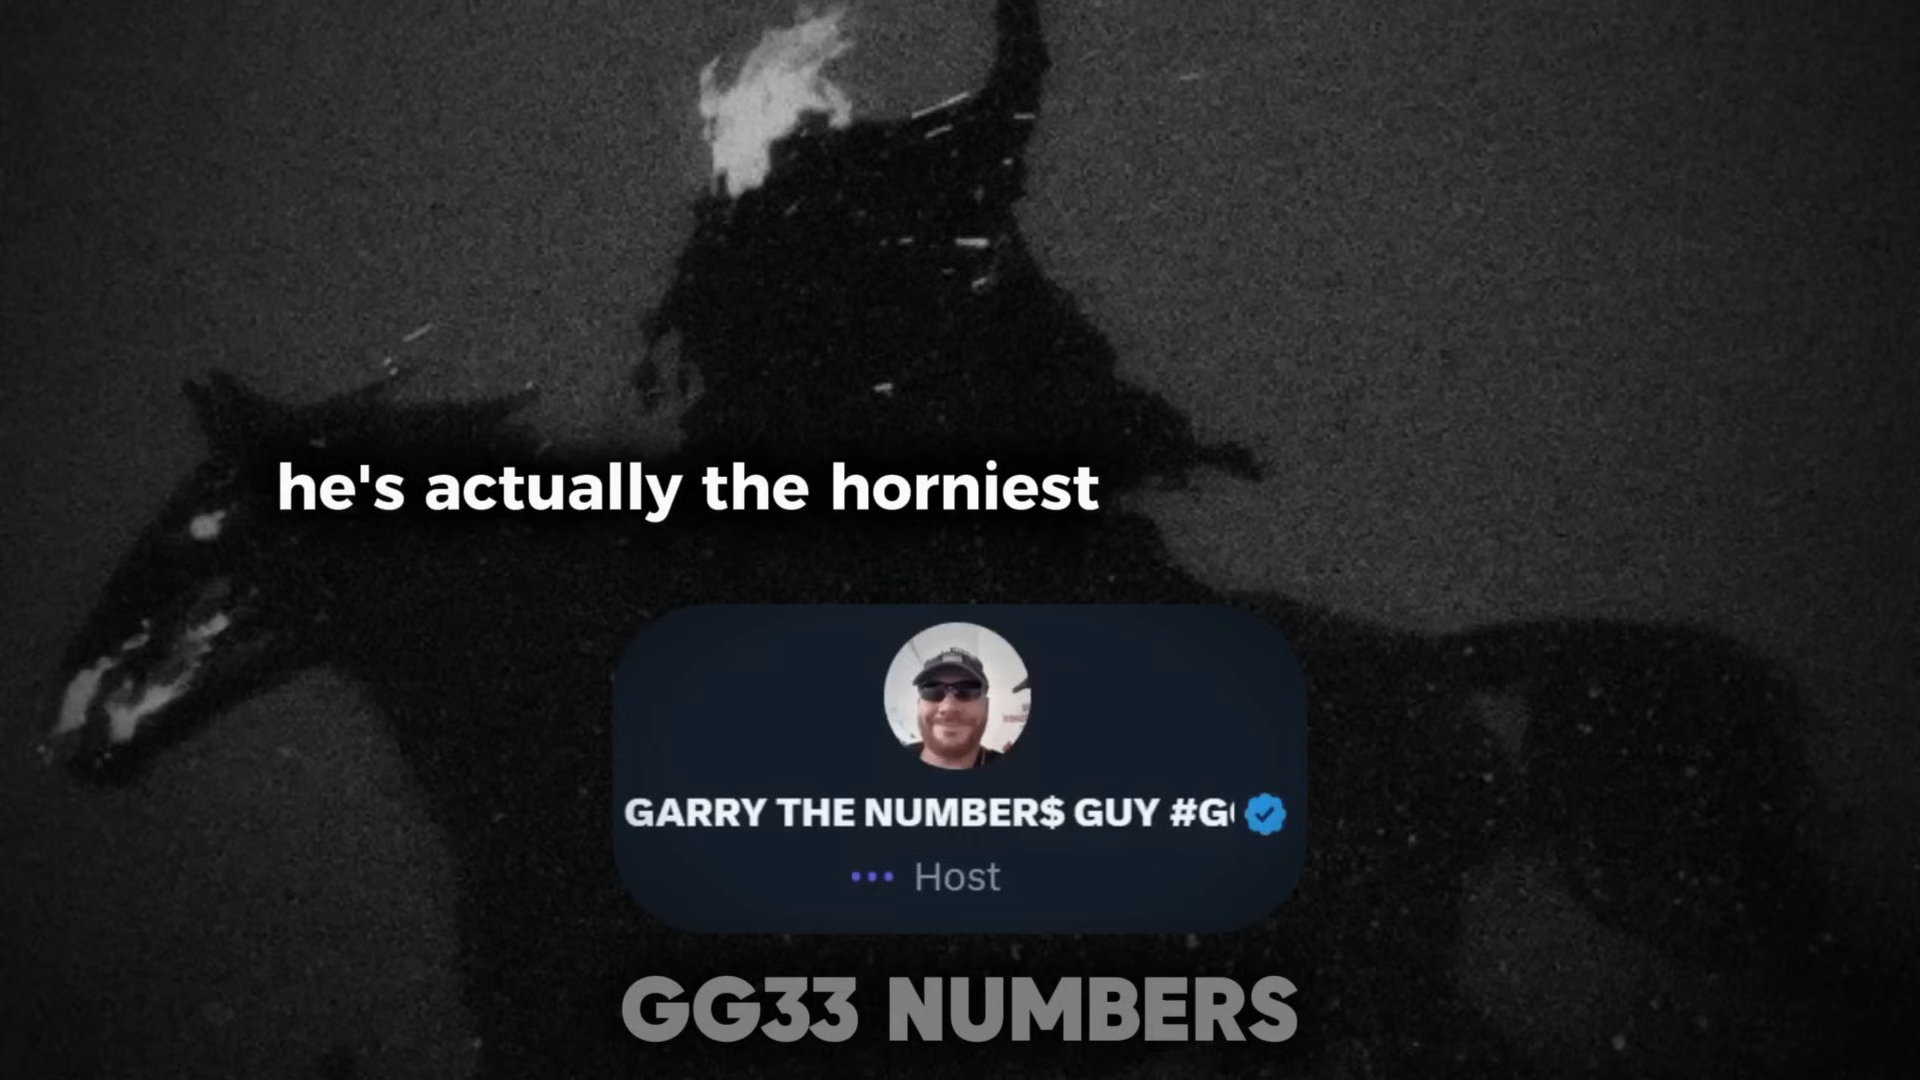 he's actually the horniest
GARRY THE NUMBER$ GUY #G
Host
GG33 NUMBERS